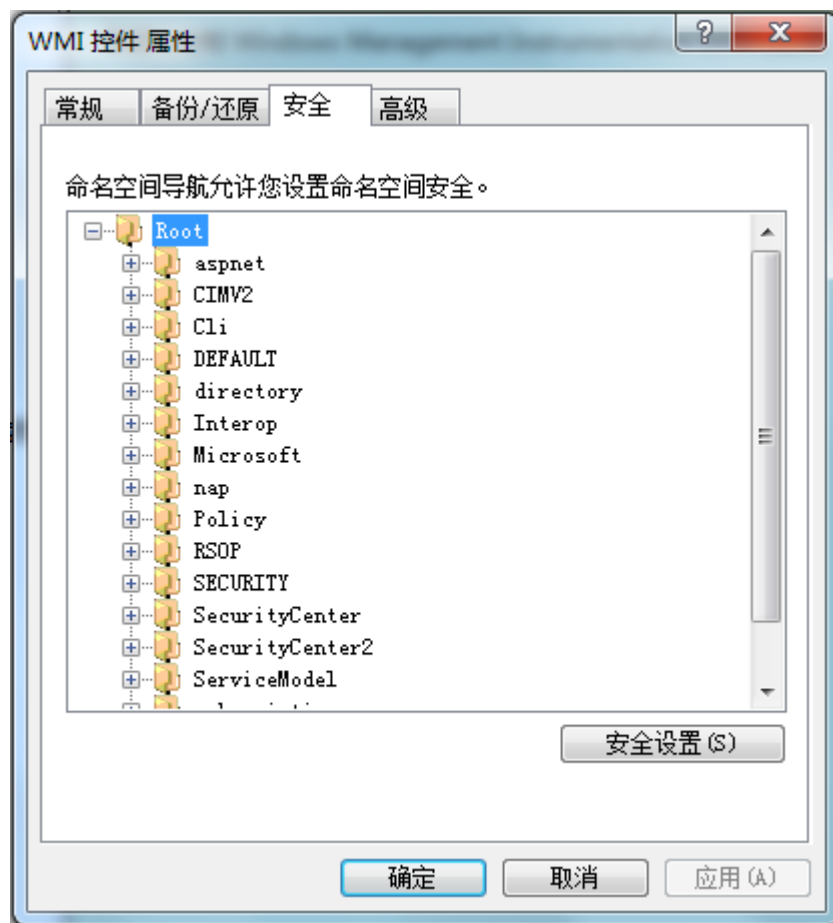 WMI 控件 属性
常规 备份/还原 安全 高级
命名空间导航允许您设置命名空间安全。
Root
aspnet
CIMV2
Cli
DEFAULT
directory
Interop
Microsoft
nap
Policy
RSOP
SECURITY
SecurityCenter
SecurityCenter2
ServiceModel
安全设置(S)
确定 取消 应用(A)